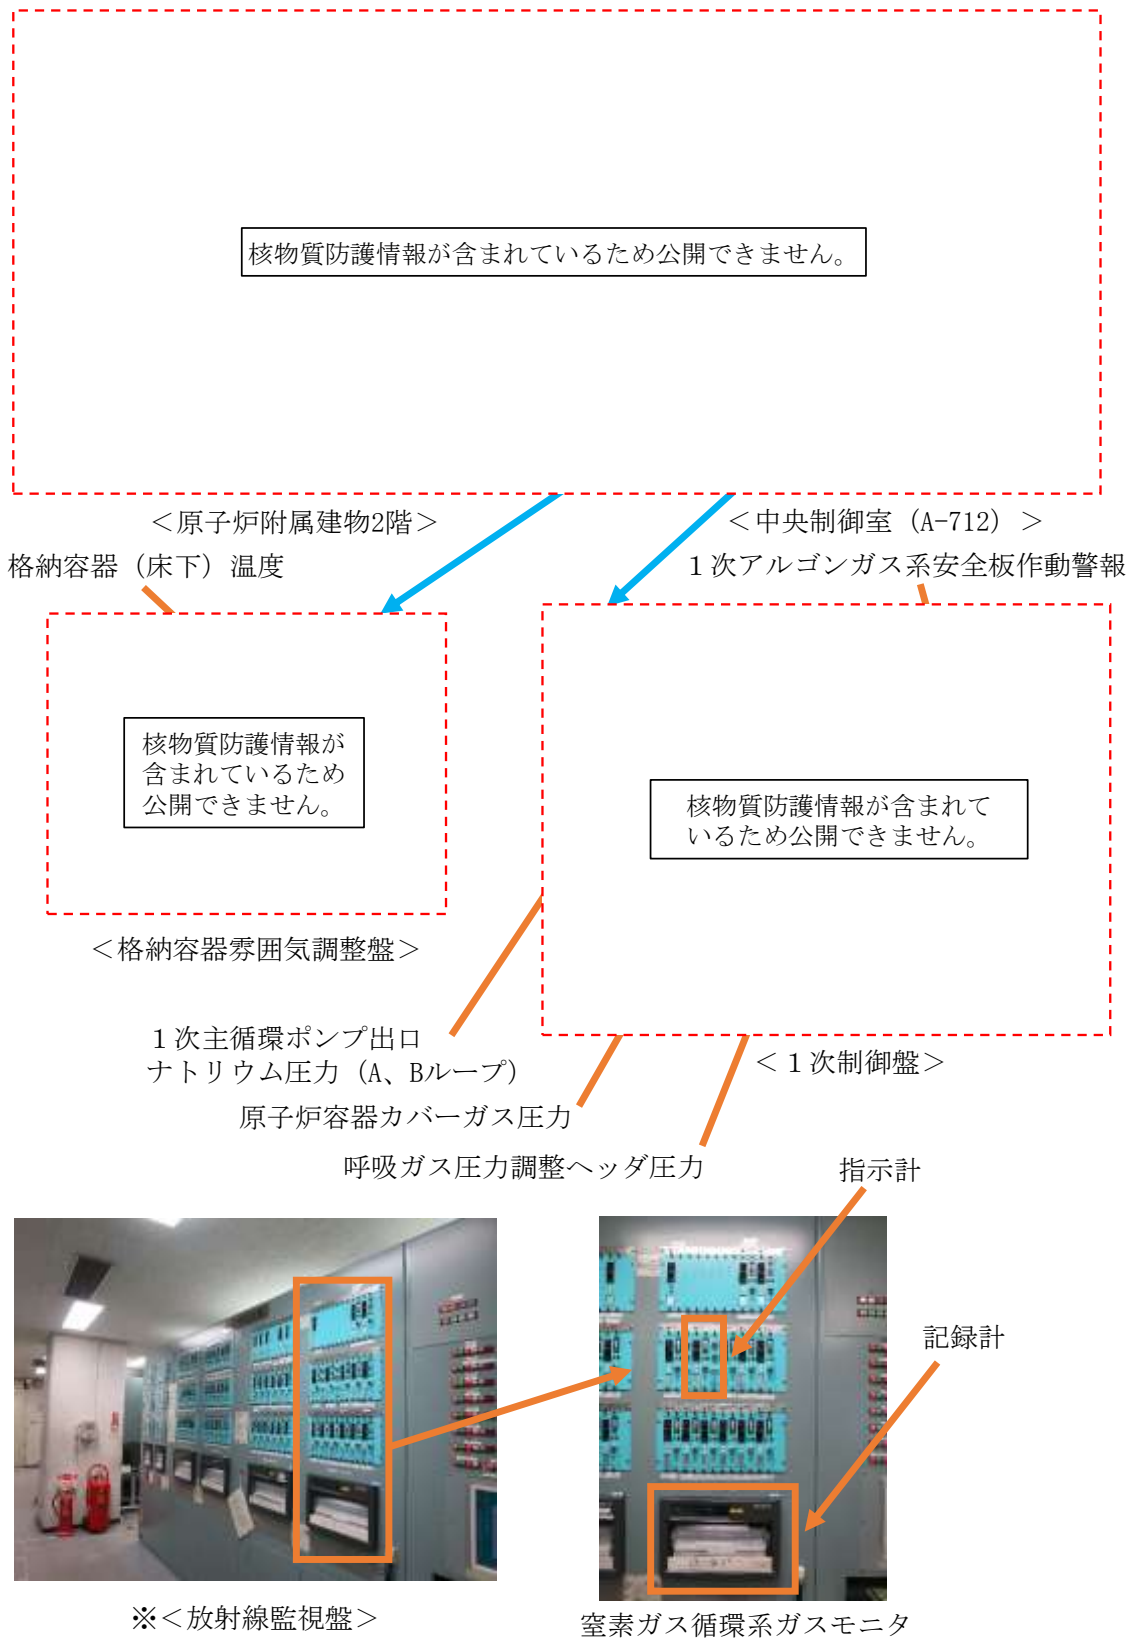 核物質防護情報が含まれているため公開できません。
＜原子炉附属建物2階＞
＜中央制御室（A-712）＞
格納容器（床下）温度
１次アルゴンガス系安全板作動警報
核物質防護情報が
含まれているため
公開できません。
核物質防護情報が含まれて
いるため公開できません。
＜格納容器雰囲気調整盤＞
１次主循環ポンプ出口
ナトリウム圧力（A、Bループ）
＜１次制御盤＞
原子炉容器カバーガス圧力
呼吸ガス圧力調整ヘッダ圧力
指示計
記録計
※＜放射線監視盤＞
窒素ガス循環系ガスモニタ